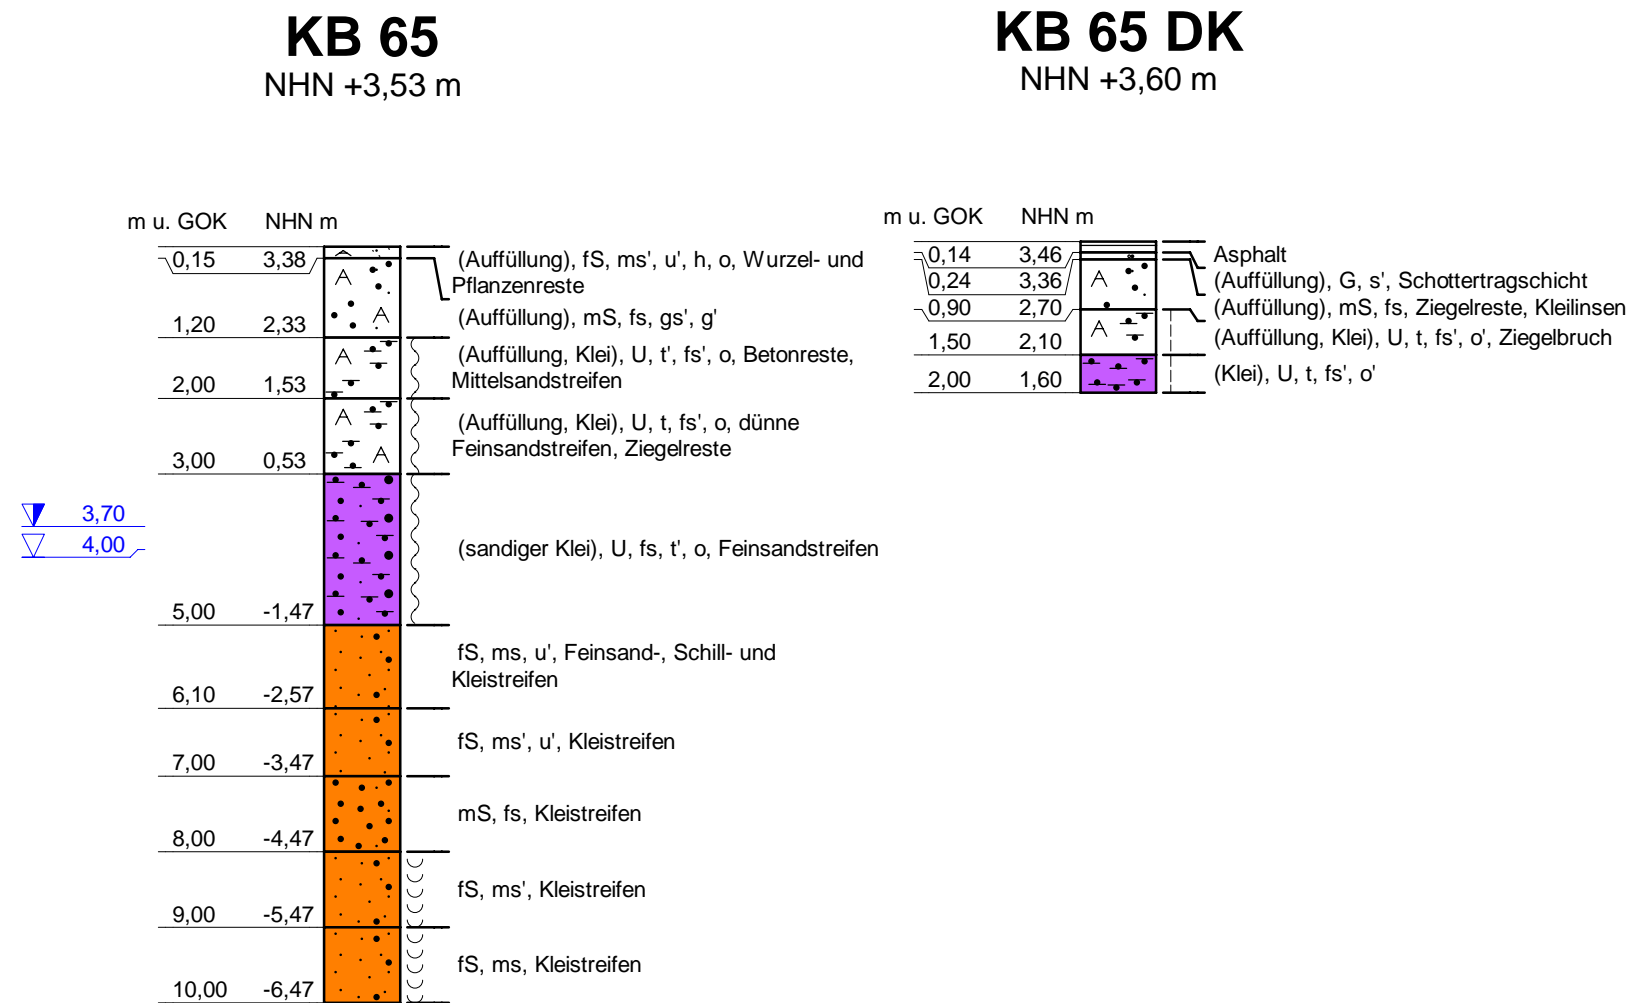 KB 65
NHN +3,53 m
m u. GOK NHN m
0,15 3,38
(Auffüllung), fS, ms', u', h, o, Wurzel- und
Pflanzenreste
1,20 2,33
(Auffüllung), mS, fs, gs', g'
2,00 1,53
(Auffüllung, Klei), U, t', fs', o, Betonreste,
Mittelsandstreifen
3,00 0,53
(Auffüllung, Klei), U, t, fs', o, dünne
Feinsandstreifen, Ziegelreste
3,70
4,00
5,00 -1,47
(sandiger Klei), U, fs, t', o, Feinsandstreifen
6,10 -2,57
fS, ms, u', Feinsand-, Schill- und
Kleistreifen
7,00 -3,47
fS, ms', u', Kleistreifen
8,00 -4,47
mS, fs, Kleistreifen
9,00 -5,47
fS, ms', Kleistreifen
10,00 -6,47
fS, ms, Kleistreifen
KB 65 DK
NHN +3,60 m
m u. GOK NHN m
0,14 3,46
Asphalt
0,24 3,36
(Auffüllung), G, s', Schottertragschicht
0,90 2,70
(Auffüllung), mS, fs, Ziegelreste, Kleilinsen
1,50 2,10
(Auffüllung, Klei), U, t, fs', o', Ziegelbruch
2,00 1,60
(Klei), U, t, fs', o'